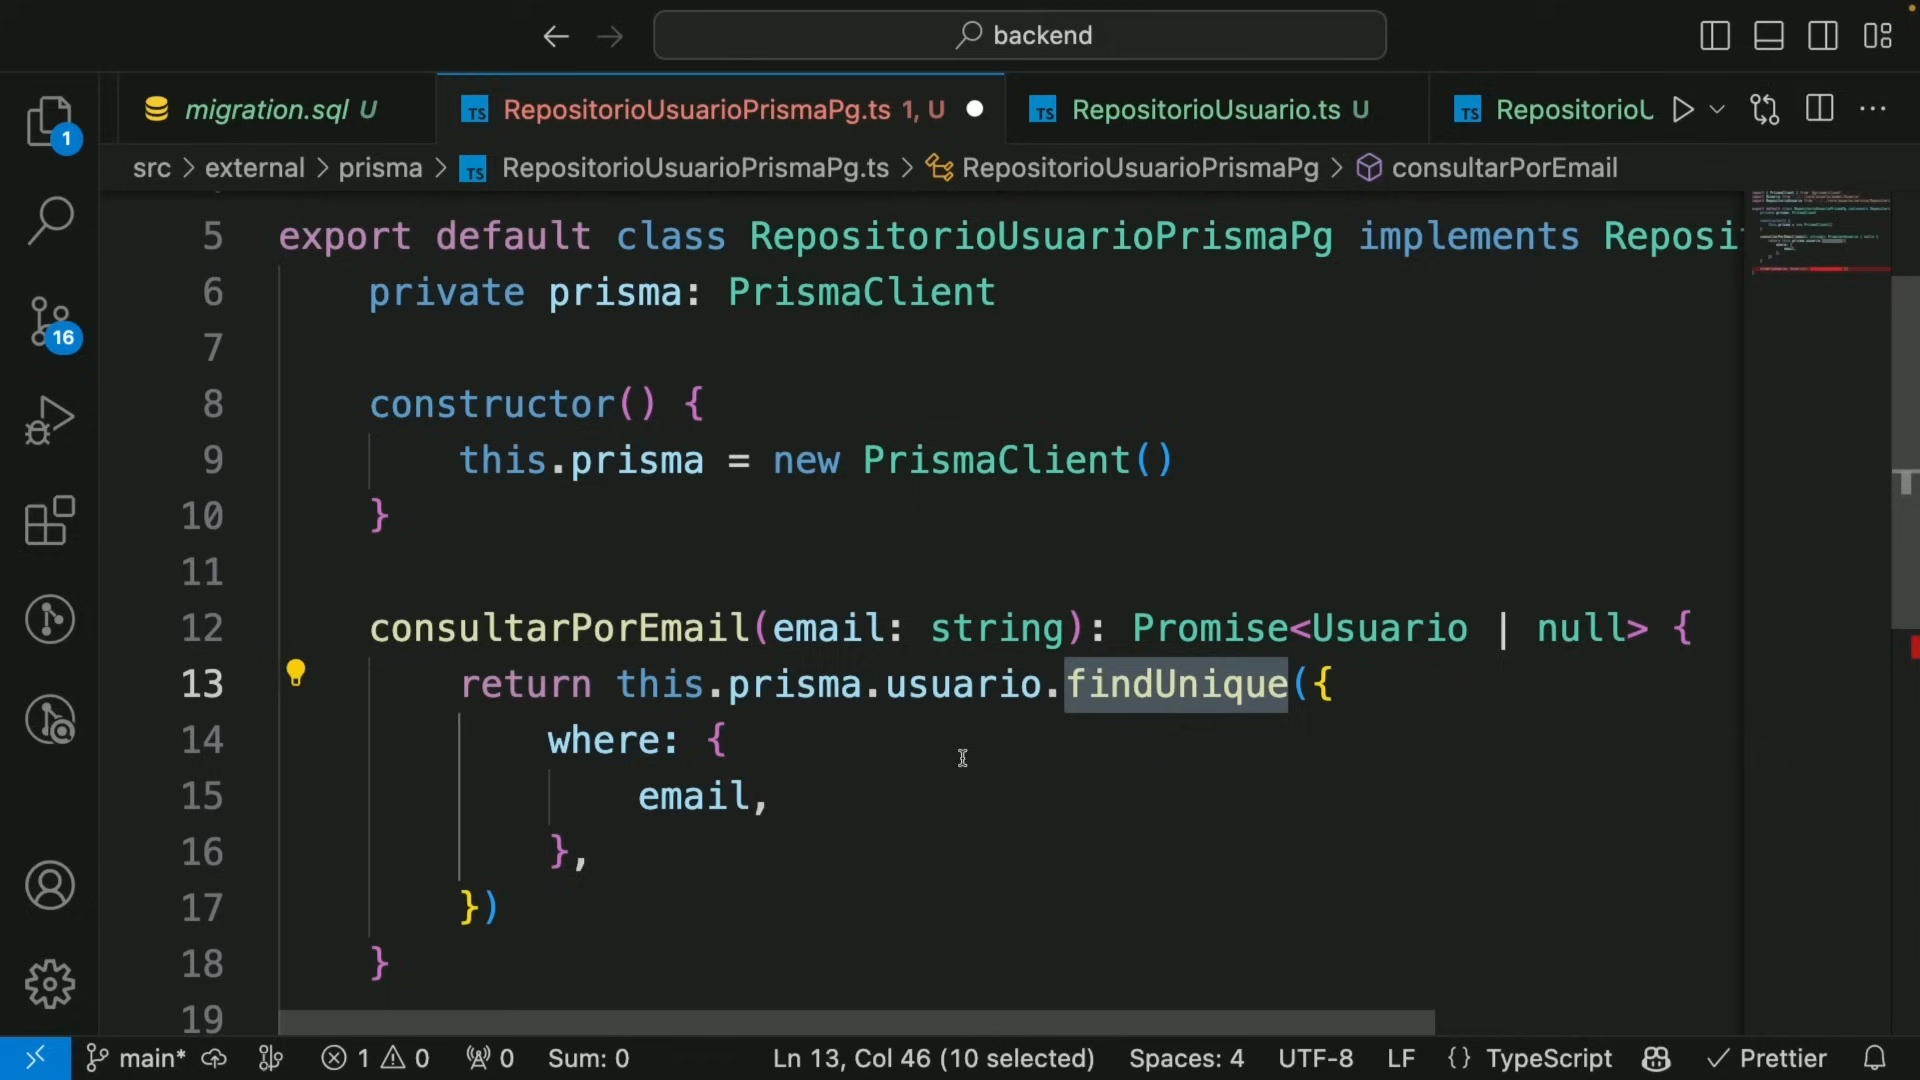 backend
migration.sql U
RepositorioUsuarioPrismaPg.ts 1, U
RepositorioUsuario.ts U
RepositorioU
src > external > prisma > TS RepositorioUsuarioPrismaPg.ts > RepositorioUsuarioPrismaPg > consultarPorEmail
5 export default class RepositorioUsuarioPrismaPg implements Reposi
6 private prisma: PrismaClient
7
8 constructor() {
9 this.prisma = new PrismaClient()
10 }
11
12 consultarPorEmail(email: string): Promise<Usuario | null> {
13 return this.prisma.usuario.findUnique({
14 where: {
15 email,
16 },
17 })
18 }
19
1
16
main* 1 0 0 Sum: 0 Ln 13, Col 46 (10 selected) Spaces: 4 UTF-8 LF {} TypeScript Prettier